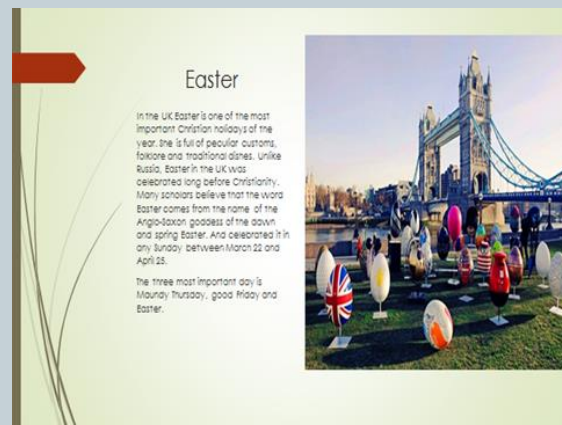 Easter
In the UK Easter is one of the most
important Christian holidays of the
year. She is full of peculiar customs,
folklore and traditional dishes. Unlike
Russia, Easter in the UK was
celebrated long before Christianity.
Many scholars believe that the word
Easter comes from the name of the
Anglo-Saxon goddess of the dawn
and spring Easter. And celebrated it in
any Sunday between March 22 and
April 25.
The three most important day is
Maundy Thursday, good Friday and
Easter.